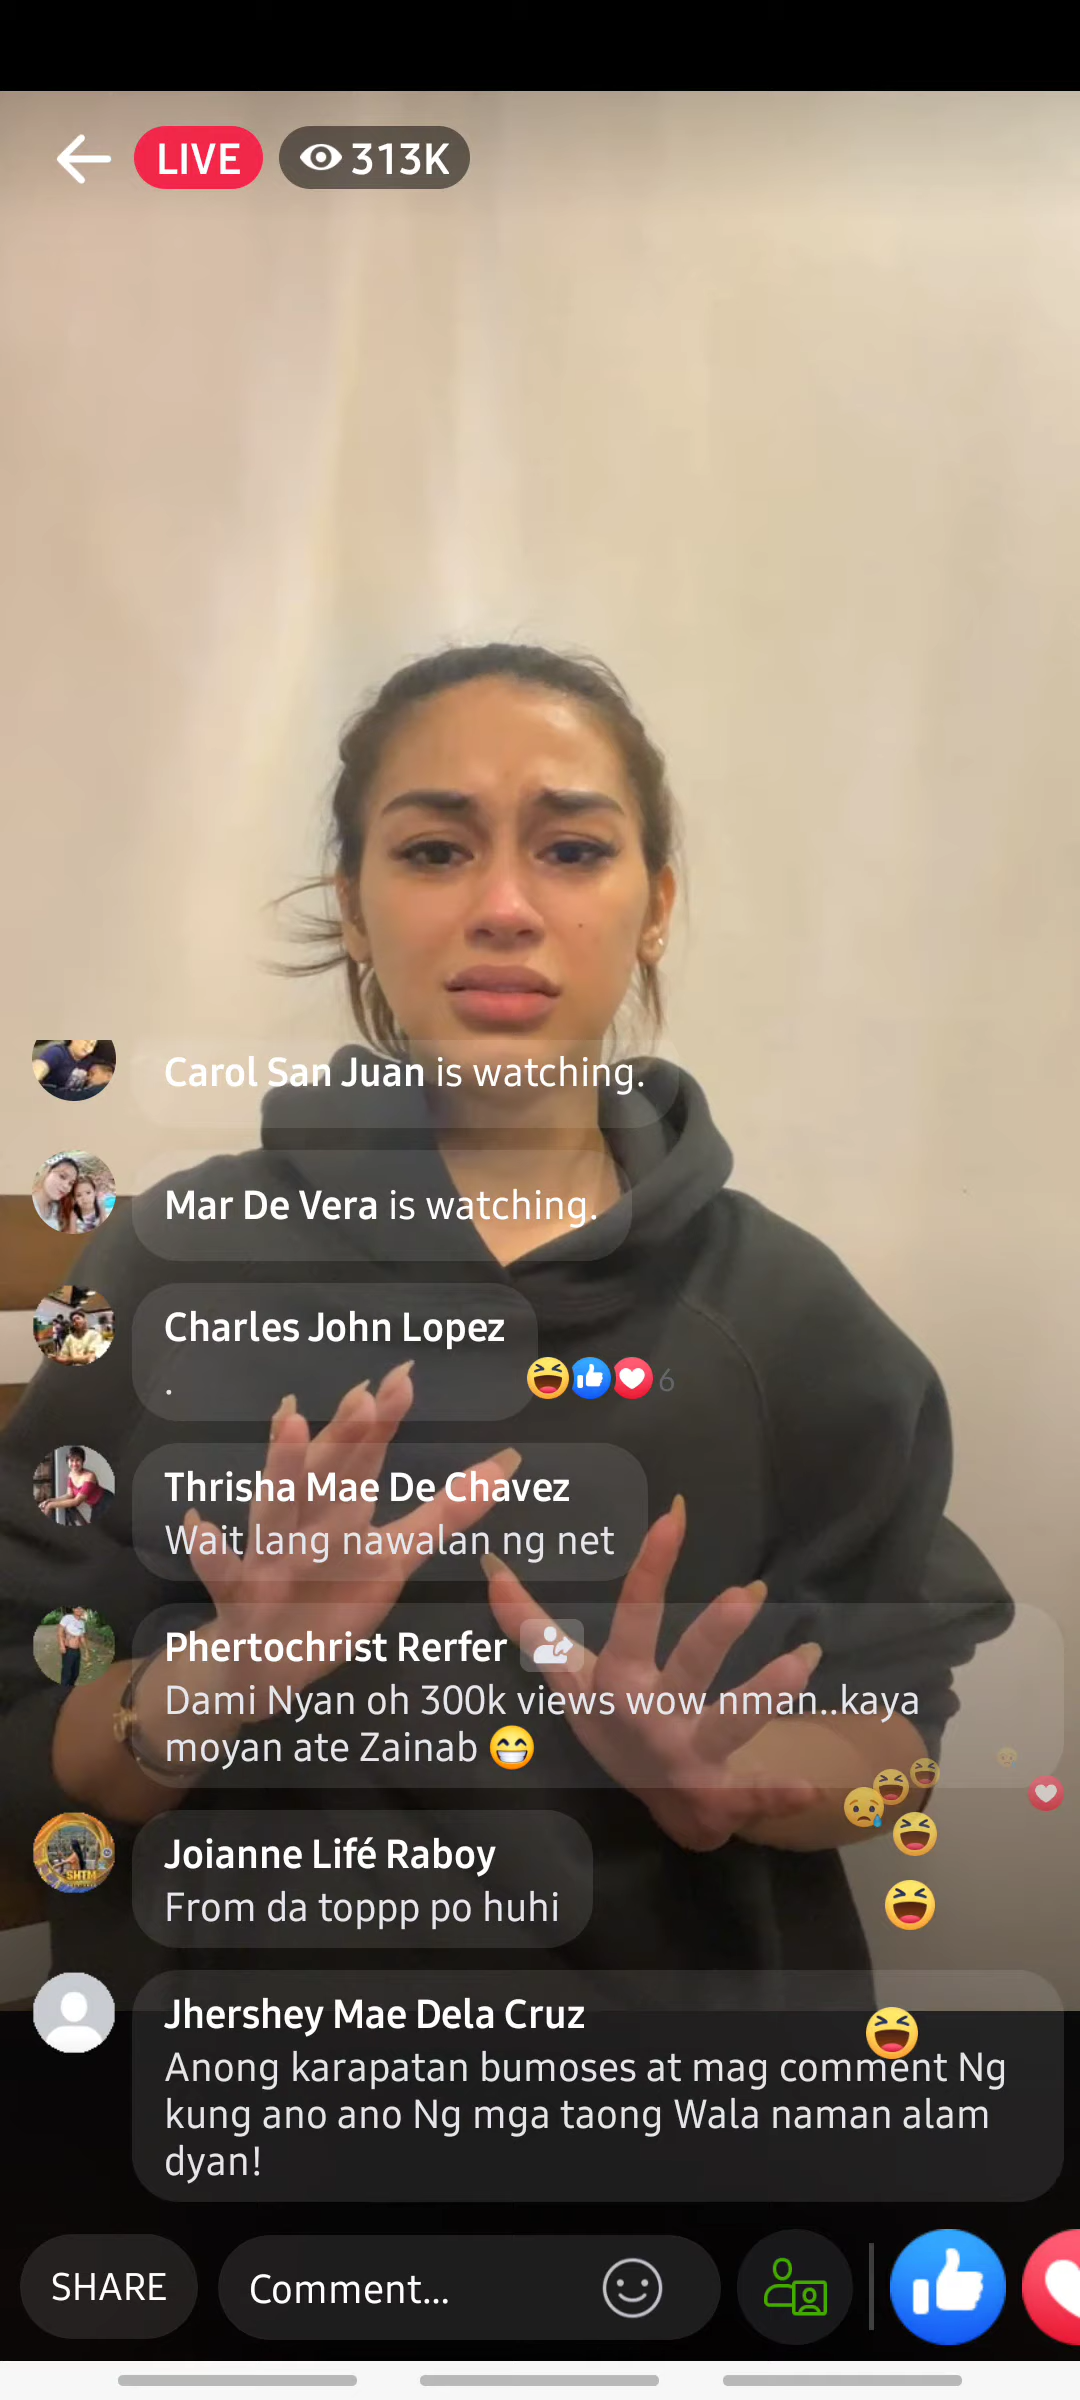 LIVE 313K
Carol San Juan is watching.
Mar De Vera is watching.
Charles John Lopez
.
6
Thrisha Mae De Chavez
Wait lang nawalan ng net
Phertochrist Rerfer
Dami Nyan oh 300k views wow nman..kaya
moyan ate Zainab 😁
Joianne Lifé Raboy
From da toppp po huhi
Jhershey Mae Dela Cruz
Anong karapatan bumoses at mag comment Ng
kung ano ano Ng mga taong Wala naman alam
dyan!
SHARE
Comment...